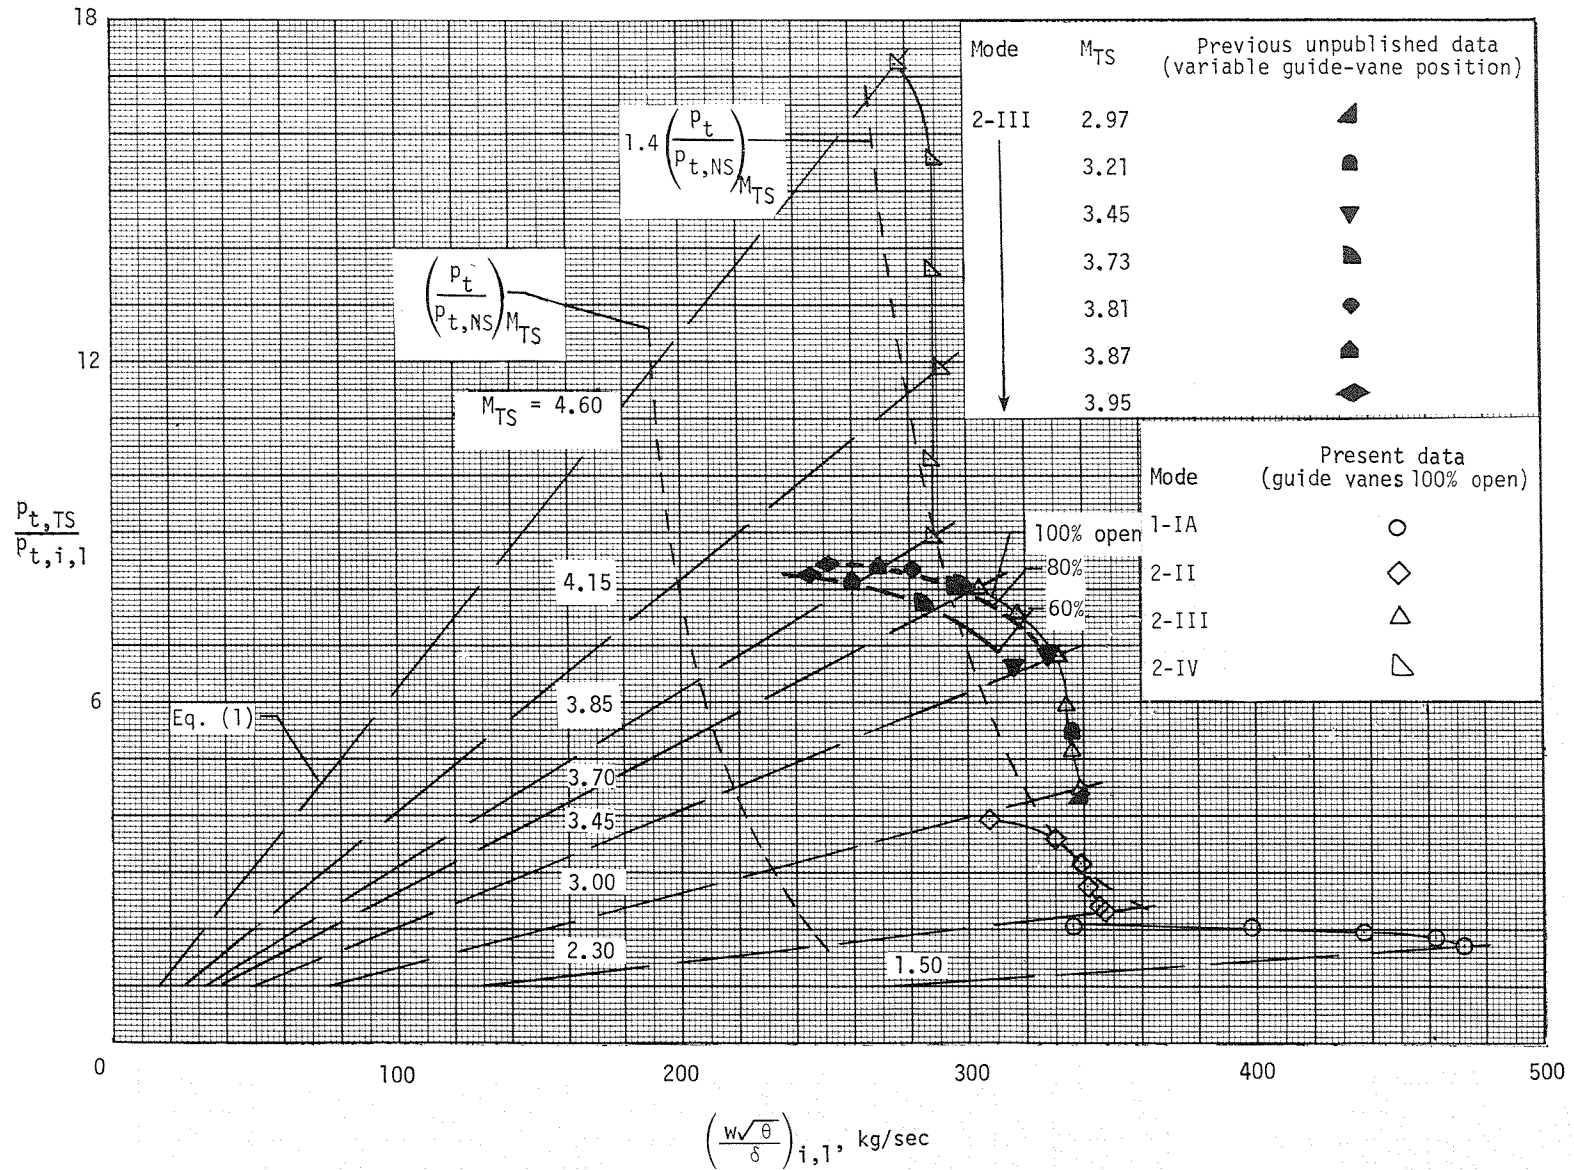 18
12
6
0
p_t,TS / p_t,i,l
0 100 200 300 400 500
(w√θ / δ)_i,l, kg/sec
1.4 (p_t / p_t,NS)_M_TS
(p_t / p_t,NS)_M_TS
M_TS = 4.60
4.15
3.85
3.70
3.45
3.00
2.30
1.50
Eq. (1)
100% open
80%
60%
Mode M_TS Previous unpublished data
(variable guide-vane position)
2-III 2.97
3.21
3.45
3.73
3.81
3.87
3.95
Mode Present data
(guide vanes 100% open)
1-IA
2-II
2-III
2-IV